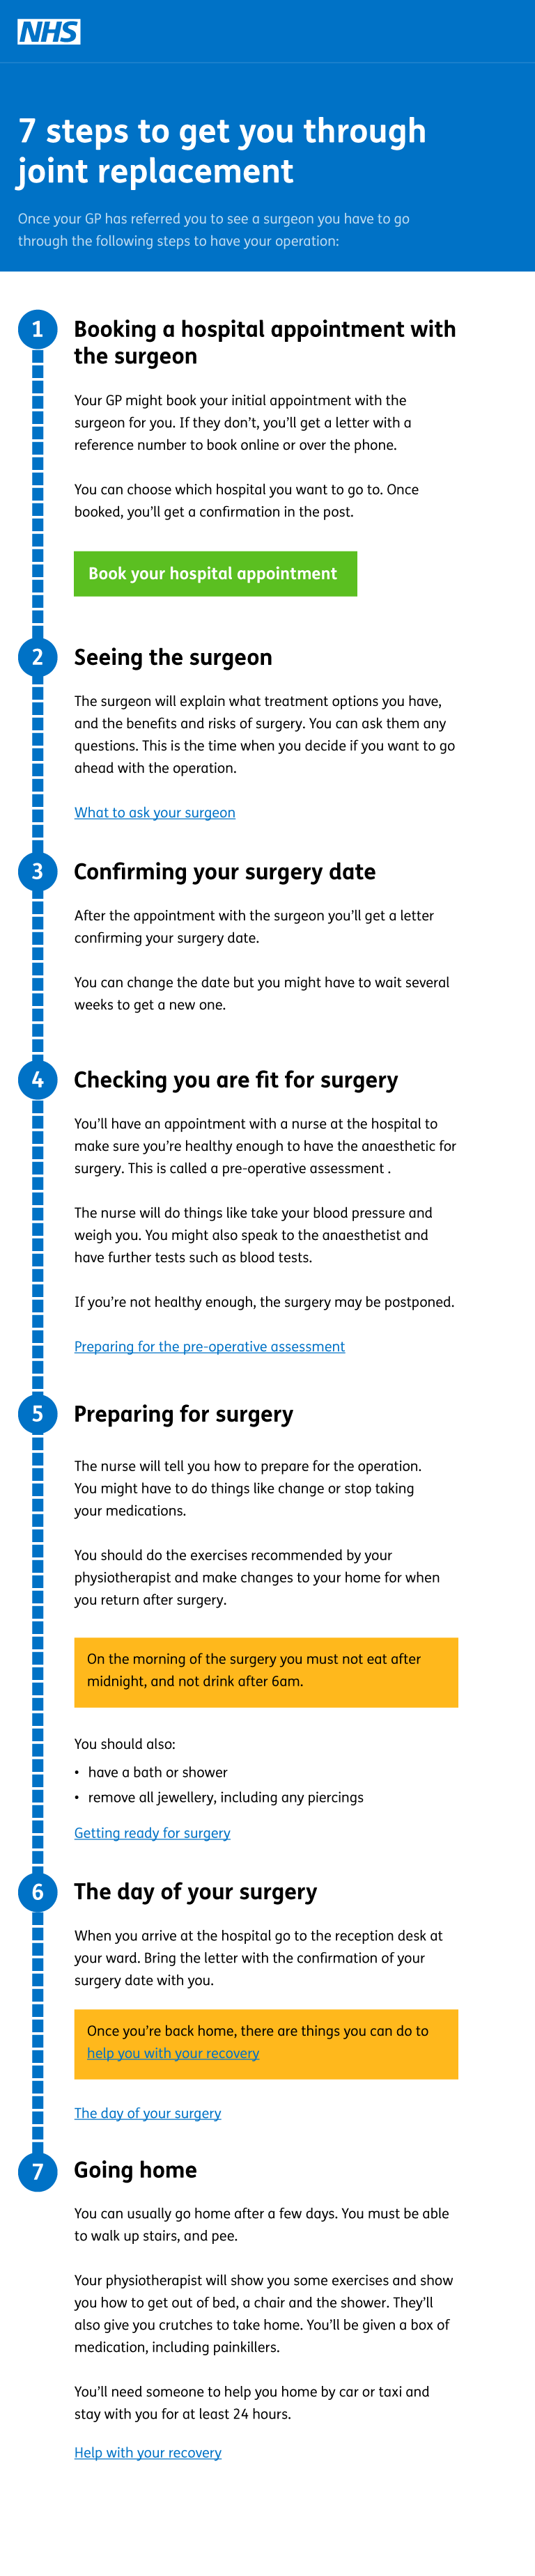 NHS
7 steps to get you through
joint replacement
Once your GP has referred you to see a surgeon you have to go
through the following steps to have your operation:
1
Booking a hospital appointment with
the surgeon
Your GP might book your initial appointment with the
surgeon for you. If they don’t, you’ll get a letter with a
reference number to book online or over the phone.
You can choose which hospital you want to go to. Once
booked, you’ll get a confirmation in the post.
Book your hospital appointment
2
Seeing the surgeon
The surgeon will explain what treatment options you have,
and the benefits and risks of surgery. You can ask them any
questions. This is the time when you decide if you want to go
ahead with the operation.
What to ask your surgeon
3
Confirming your surgery date
After the appointment with the surgeon you’ll get a letter
confirming your surgery date.
You can change the date but you might have to wait several
weeks to get a new one.
4
Checking you are fit for surgery
You’ll have an appointment with a nurse at the hospital to
make sure you’re healthy enough to have the anaesthetic for
surgery. This is called a pre-operative assessment .
The nurse will do things like take your blood pressure and
weigh you. You might also speak to the anaesthetist and
have further tests such as blood tests.
If you’re not healthy enough, the surgery may be postponed.
Preparing for the pre-operative assessment
5
Preparing for surgery
The nurse will tell you how to prepare for the operation.
You might have to do things like change or stop taking
your medications.
You should do the exercises recommended by your
physiotherapist and make changes to your home for when
you return after surgery.
On the morning of the surgery you must not eat after
midnight, and not drink after 6am.
You should also:
• have a bath or shower
• remove all jewellery, including any piercings
Getting ready for surgery
6
The day of your surgery
When you arrive at the hospital go to the reception desk at
your ward. Bring the letter with the confirmation of your
surgery date with you.
Once you’re back home, there are things you can do to
help you with your recovery
The day of your surgery
7
Going home
You can usually go home after a few days. You must be able
to walk up stairs, and pee.
Your physiotherapist will show you some exercises and show
you how to get out of bed, a chair and the shower. They’ll
also give you crutches to take home. You’ll be given a box of
medication, including painkillers.
You’ll need someone to help you home by car or taxi and
stay with you for at least 24 hours.
Help with your recovery